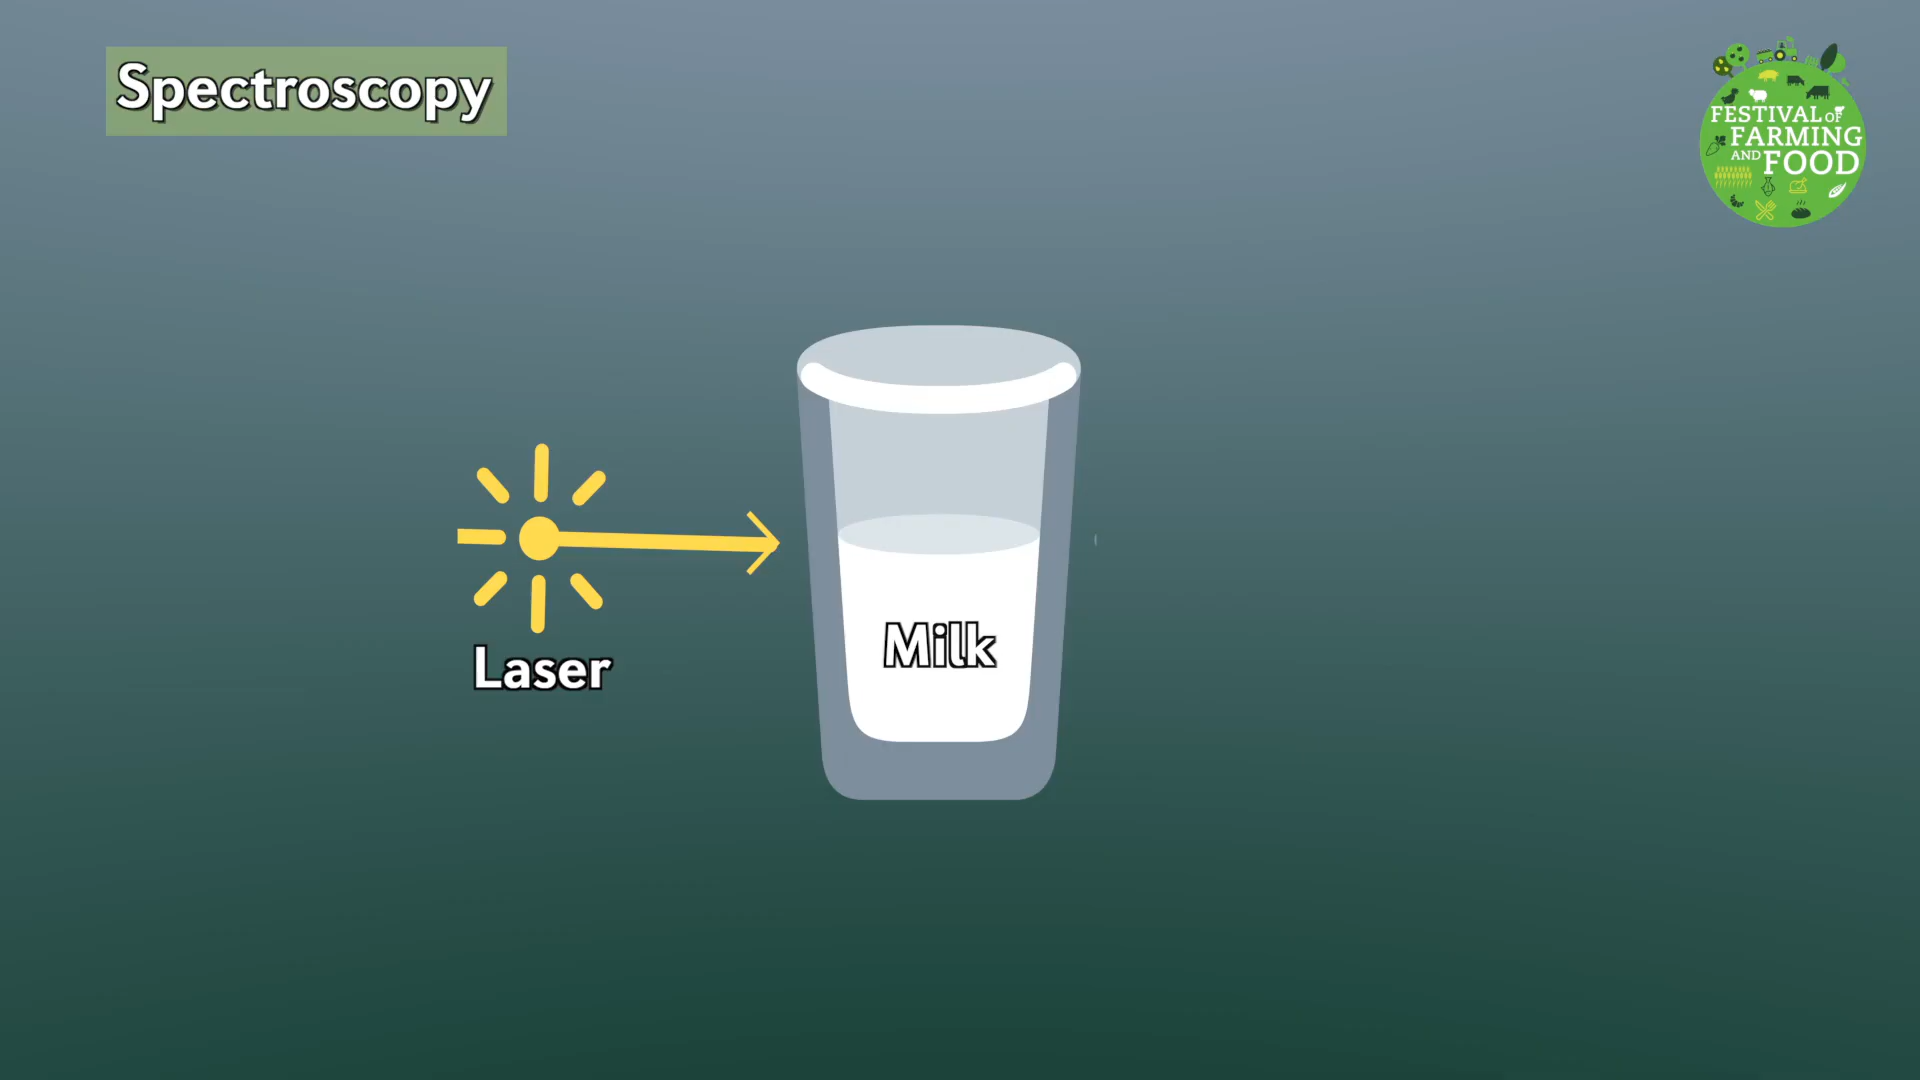 Spectroscopy
FESTIVAL OF
FARMING
AND FOOD
Milk
Laser